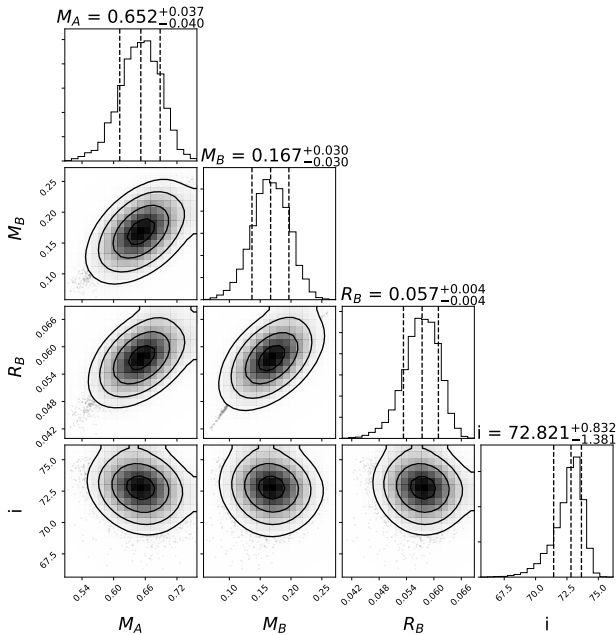 M_A = 0.652^{+0.037}_{-0.040}
M_B = 0.167^{+0.030}_{-0.030}
0.25
0.20
0.15
0.10
M_B
R_B = 0.057^{+0.004}_{-0.004}
0.066
0.060
0.054
0.048
0.042
R_B
i = 72.821^{+0.832}_{-1.381}
75.0
72.5
70.0
67.5
i
0.54 0.60 0.66 0.72
0.10 0.15 0.20 0.25
0.042 0.048 0.054 0.060 0.066
67.5 70.0 72.5 75.0
M_A M_B R_B i